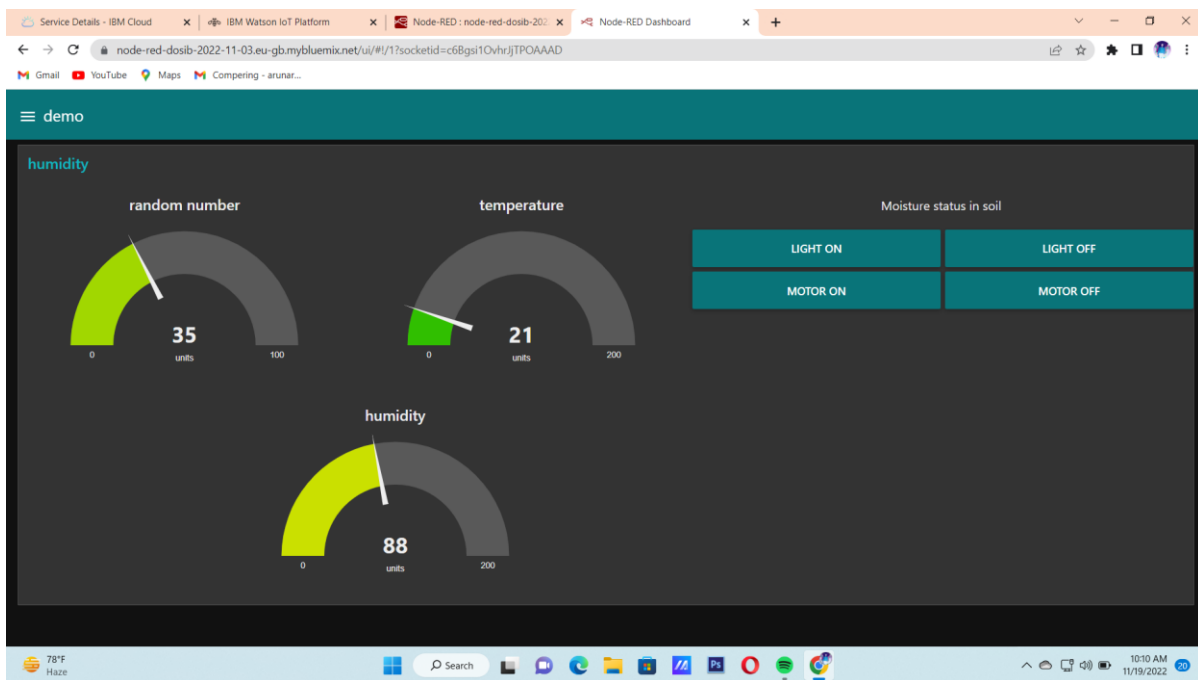 Service Details - IBM Cloud
IBM Watson IoT Platform
Node-RED : node-red-dosib-202
Node-RED Dashboard
node-red-dosib-2022-11-03.eu-gb.mybluemix.net/ui/#!/1?socketid=c6Bgsi1OvhrJjTPOAAAD
Gmail
YouTube
Maps
Compering - arunar...
demo
humidity
random number
35
units
0
100
temperature
21
units
0
200
Moisture status in soil
LIGHT ON
LIGHT OFF
MOTOR ON
MOTOR OFF
humidity
88
units
0
200
78°F
Haze
Search
Ps
10:10 AM
11/19/2022
20